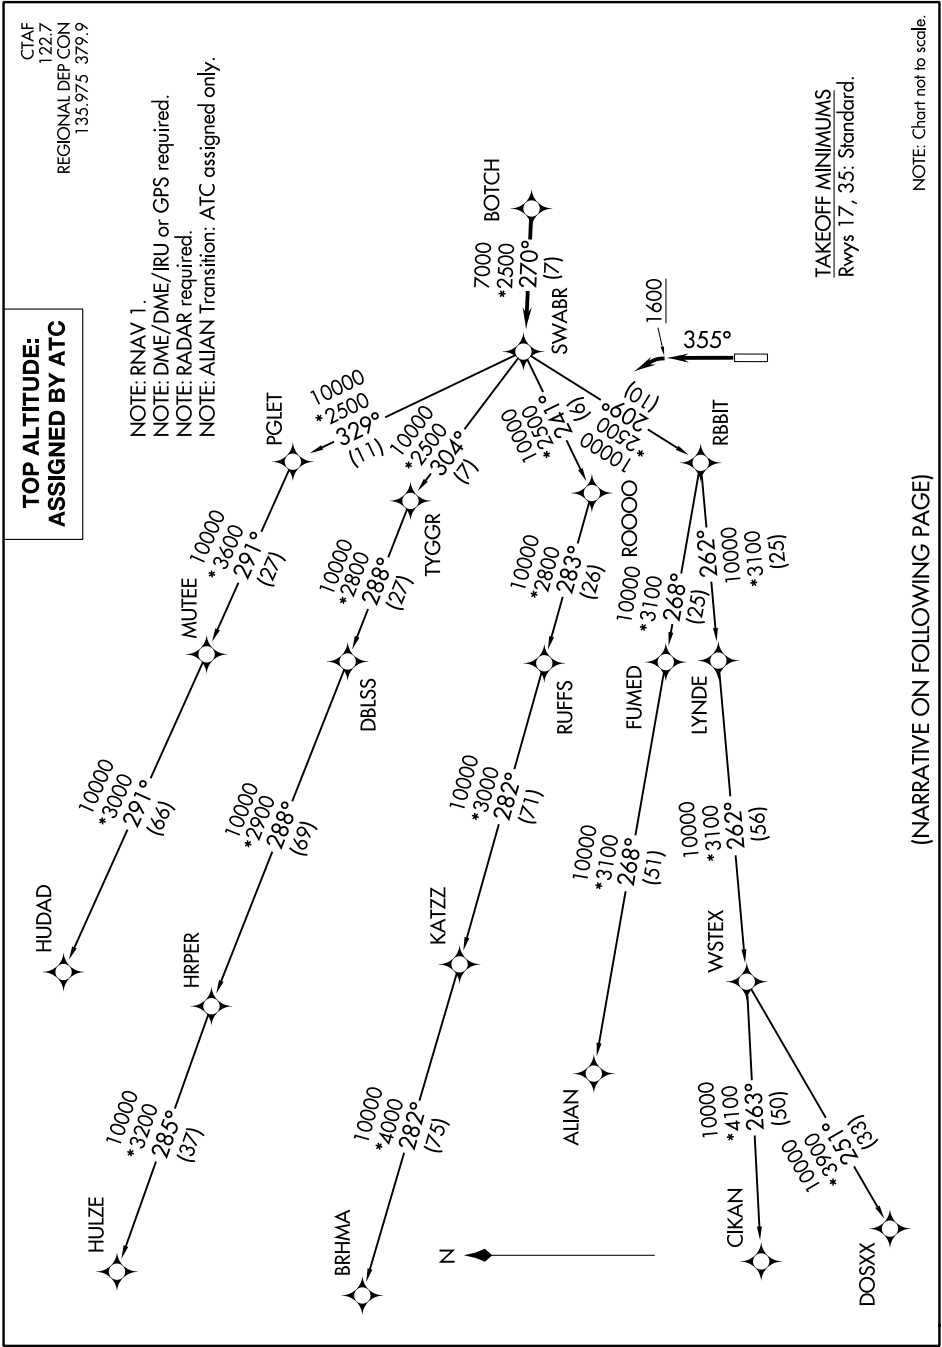 TOP ALTITUDE:
ASSIGNED BY ATC
CTAF
122.7
REGIONAL DEP CON
135.975 379.9
NOTE: RNAV 1.
NOTE: DME/DME/IRU or GPS required.
NOTE: RADAR required.
NOTE: ALIAN Transition: ATC assigned only.
HUDAD
10000
*3000
291°
(66)
MUTEE
10000
*3600
291°
(27)
PGLET
10000
*2500
329°
(11)
HULZE
10000
*3200
285°
(37)
HRPER
10000
*2900
288°
(69)
DBLSS
10000
*2800
288°
(27)
TYGGR
10000
*2500
304°
(7)
BOTCH
7000
*2500
270°
(7)
SWABR
BRHMA
10000
*4000
282°
(75)
KATZZ
10000
*3000
282°
(71)
RUFFS
10000
*2800
283°
(26)
ROOOO
10000
*2500
241°
(6)
10000
*2500
209°
(10)
RBBIT
1600
355°
ALIAN
10000
*3100
268°
(51)
FUMED
10000
*3100
268°
(25)
LYNDE
262°
10000
*3100
(25)
WSTEX
10000
*3100
262°
(56)
CIKAN
10000
*4100
263°
(50)
DOSXX
10000
*3900
251°
(33)
N
TAKEOFF MINIMUMS
Rwys 17, 35: Standard.
NOTE: Chart not to scale.
(NARRATIVE ON FOLLOWING PAGE)